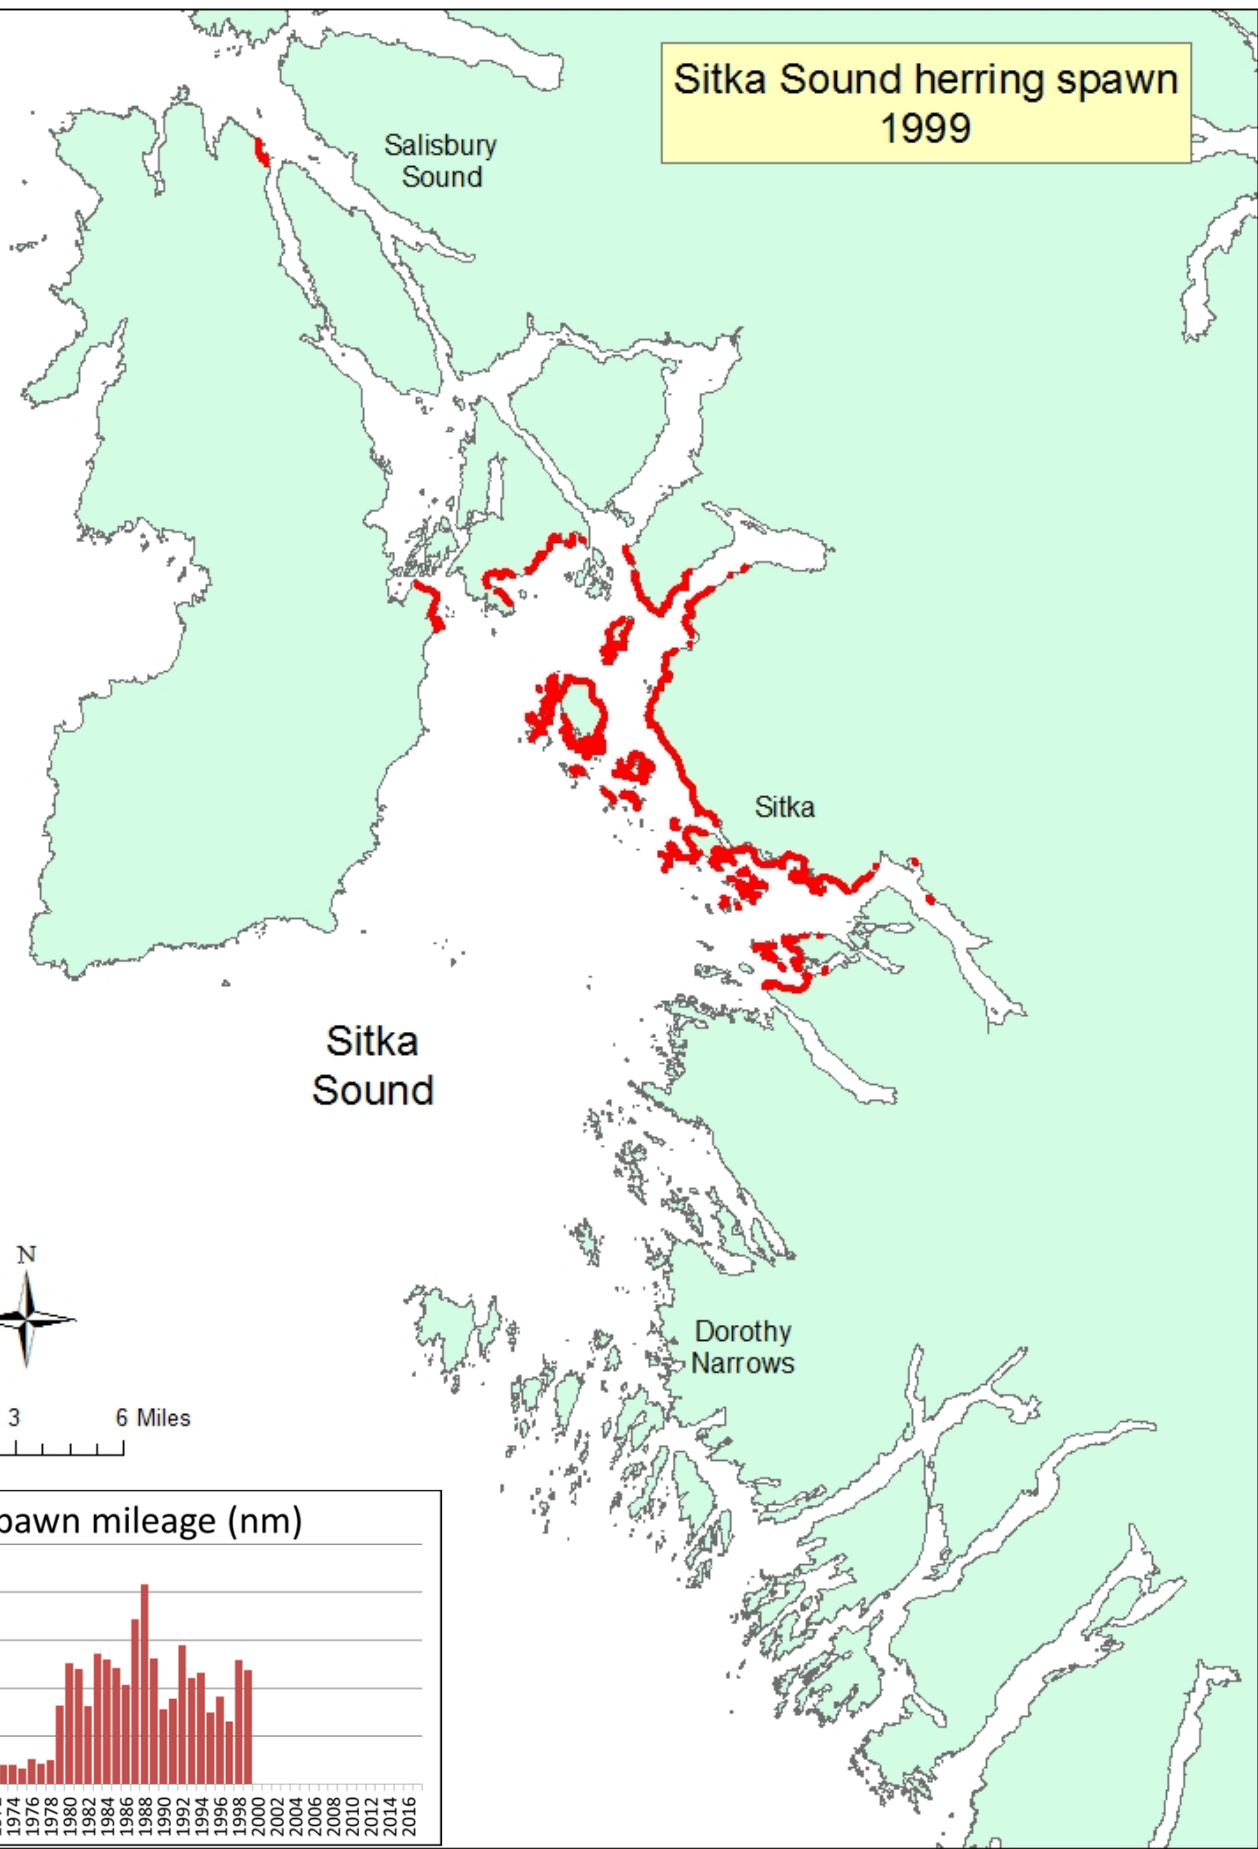 Sitka Sound herring spawn
1999
Salisbury
Sound
Sitka
Sitka
Sound
N
Dorothy
Narrows
3 6 Miles
pawn mileage (nm)
1974 1976 1978 1980 1982 1984 1986 1988 1990 1992 1994 1996 1998 2000 2002 2004 2006 2008 2010 2012 2014 2016